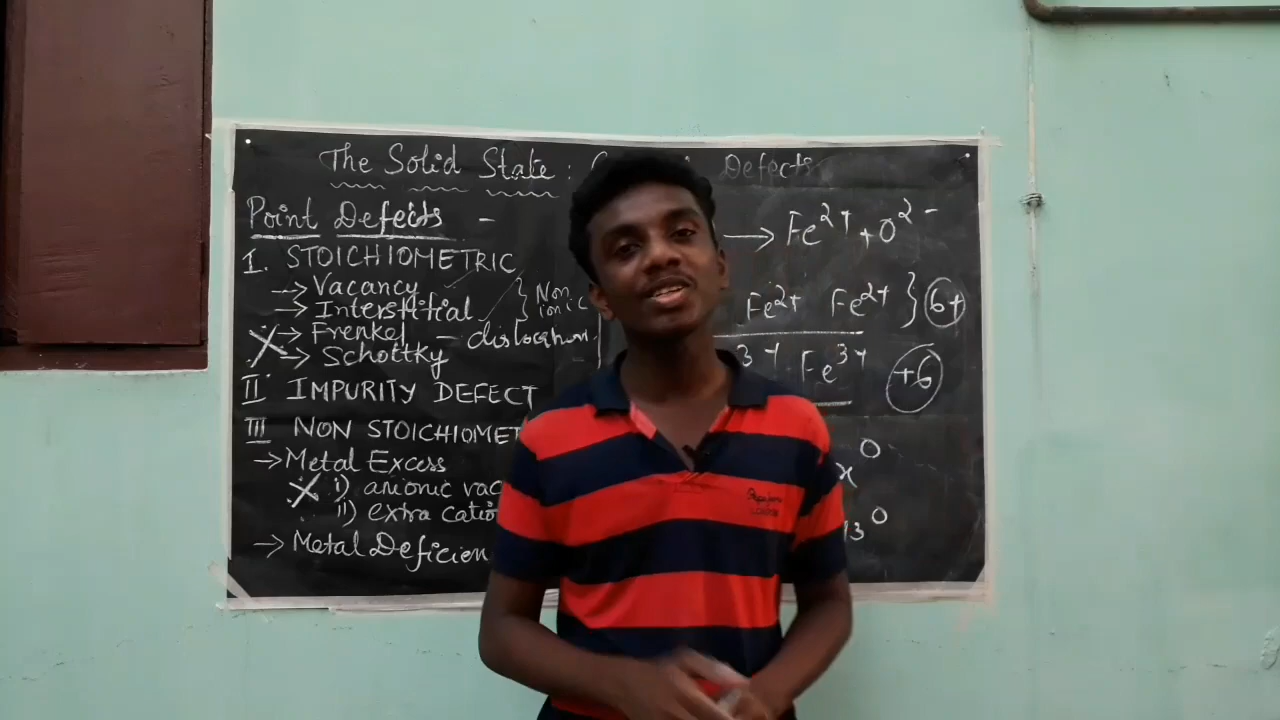 The Solid State : Defects
Point Defects -
I. STOICHIOMETRIC
→ Vacancy
→ Interstitial
} Non ionic
→ Frenkel - dislocation
→ Schottky
II IMPURITY DEFECT
III NON STOICHIOMET
→ Metal Excess
i) anionic vac
ii) extra catio
→ Metal Deficien
→ Fe²⁺ + O²⁻
Fe²⁺ Fe²⁺ } 6+
3+ Fe³⁺ +6
x O
O